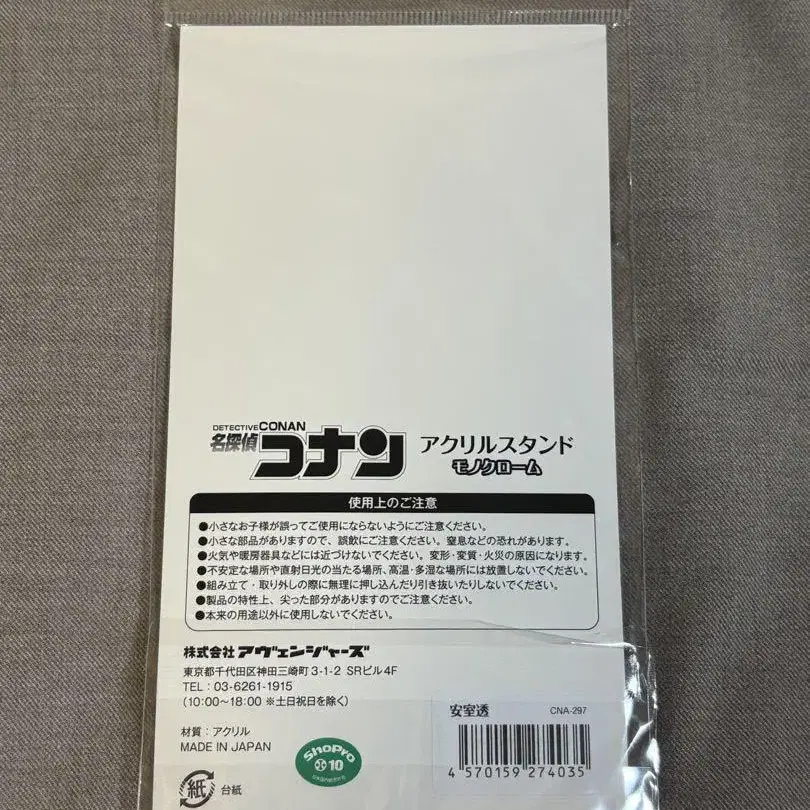 DETECTIVE CONAN
名探偵コナン アクリルスタンド
モノクローム
使用上のご注意
●小さなお子様が誤ってご使用にならないようにご注意ください。
●小さな部品がありますので、誤飲にご注意ください。窒息などの恐れがあります。
●火気や暖房器具などには近づけないでください。変形・変質・火災の原因になります。
●不安定な場所や直射日光の当たる場所、高温・多湿な場所には放置しないでください。
●組み立て・取り外しの際に無理に押し込んだり引き抜いたりしないでください。
●製品の特性上、尖った部分がありますのでご注意ください。
●本来の用途以外に使用しないでください。
株式会社アヴェンジャーズ
東京都千代田区神田三崎町3-1-2 SRビル4F
TEL：03-6261-1915
(10:00～18:00 ※土日祝日を除く)
材質：アクリル
MADE IN JAPAN
紙 台紙
ShoPro
10
安室透 CNA-297
4 570159 274035